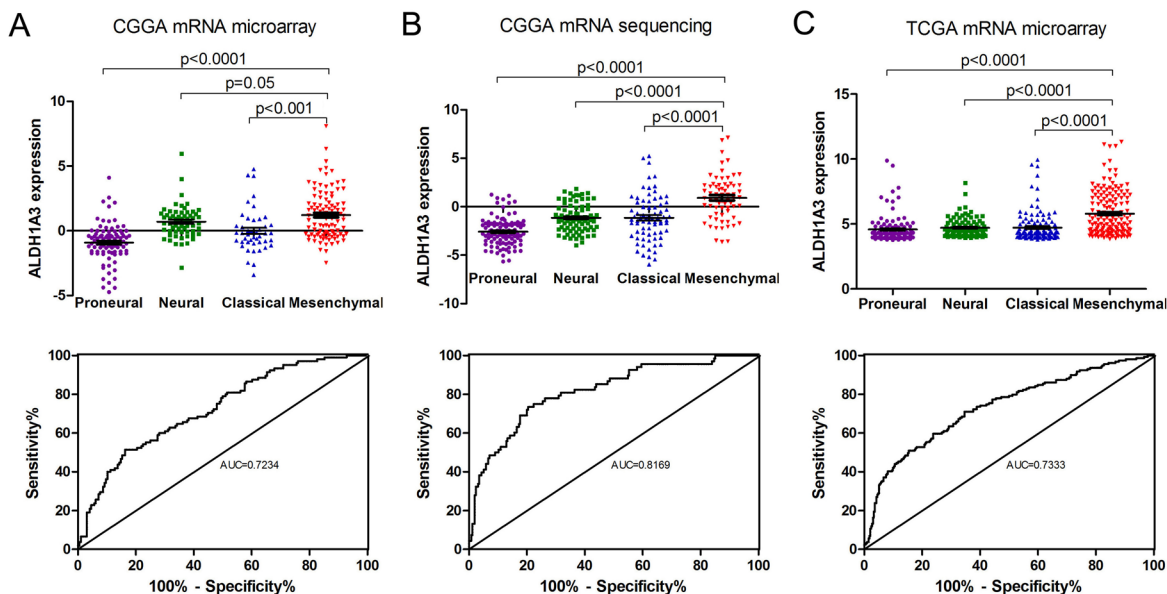 A
CGGA mRNA microarray
p<0.0001
p=0.05
p<0.001
ALDH1A3 expression
10
5
0
-5
Proneural Neural Classical Mesenchymal
B
CGGA mRNA sequencing
p<0.0001
p<0.0001
p<0.0001
ALDH1A3 expression
10
5
0
-5
-10
Proneural Neural Classical Mesenchymal
C
TCGA mRNA microarray
p<0.0001
p<0.0001
p<0.0001
ALDH1A3 expression
15
10
5
0
Proneural Neural Classical Mesenchymal
Sensitivity%
100
80
60
40
20
0
AUC=0.7234
0 20 40 60 80 100
100% - Specificity%
Sensitivity%
100
80
60
40
20
0
AUC=0.8169
0 20 40 60 80 100
100% - Specificity%
Sensitivity%
100
80
60
40
20
0
AUC=0.7333
0 20 40 60 80 100
100% - Specificity%